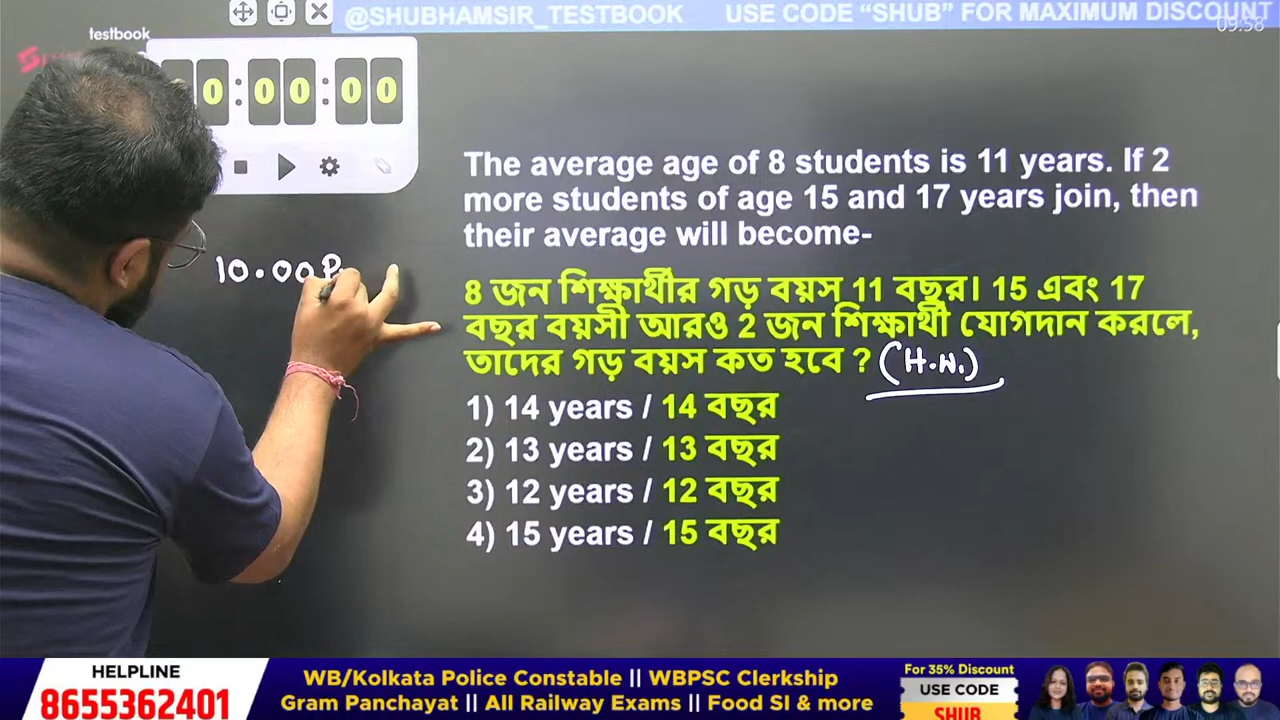 @SHUBHAMSIR_TESTBOOK USE CODE “SHUB” FOR MAXIMUM DISCOUNT
09:58
testbook
0:00:00
The average age of 8 students is 11 years. If 2
more students of age 15 and 17 years join, then
their average will become-
10.00P
8 জন শিক্ষার্থীর গড় বয়স 11 বছর। 15 এবং 17
বছর বয়সী আরও 2 জন শিক্ষার্থী যোগদান করলে,
তাদের গড় বয়স কত হবে ? (H.W.)
1) 14 years / 14 বছর
2) 13 years / 13 বছর
3) 12 years / 12 বছর
4) 15 years / 15 বছর
HELPLINE
8655362401
WB/Kolkata Police Constable || WBPSC Clerkship
Gram Panchayat || All Railway Exams || Food SI & more
For 35% Discount
USE CODE
SHUB